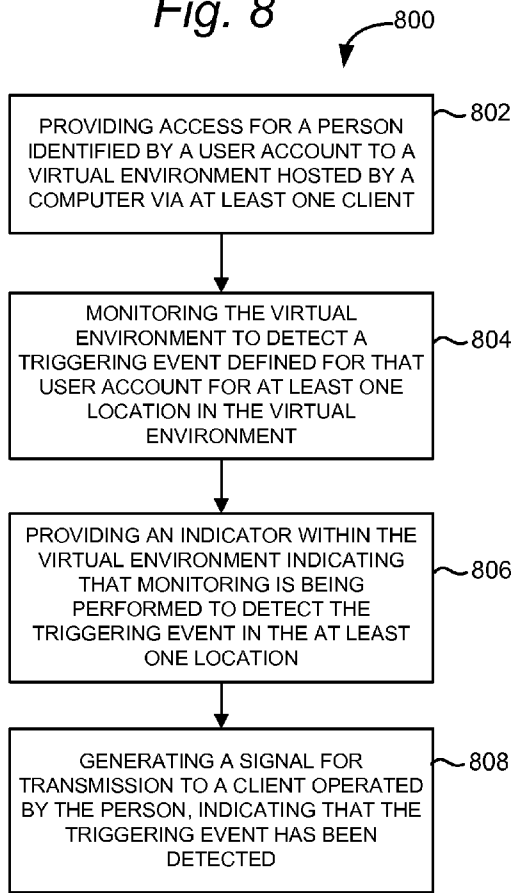 Fig. 8
800
PROVIDING ACCESS FOR A PERSON
IDENTIFIED BY A USER ACCOUNT TO A
VIRTUAL ENVIRONMENT HOSTED BY A
COMPUTER VIA AT LEAST ONE CLIENT
802
MONITORING THE VIRTUAL
ENVIRONMENT TO DETECT A
TRIGGERING EVENT DEFINED FOR THAT
USER ACCOUNT FOR AT LEAST ONE
LOCATION IN THE VIRTUAL
ENVIRONMENT
804
PROVIDING AN INDICATOR WITHIN THE
VIRTUAL ENVIRONMENT INDICATING
THAT MONITORING IS BEING
PERFORMED TO DETECT THE
TRIGGERING EVENT IN THE AT LEAST
ONE LOCATION
806
GENERATING A SIGNAL FOR
TRANSMISSION TO A CLIENT OPERATED
BY THE PERSON, INDICATING THAT THE
TRIGGERING EVENT HAS BEEN
DETECTED
808